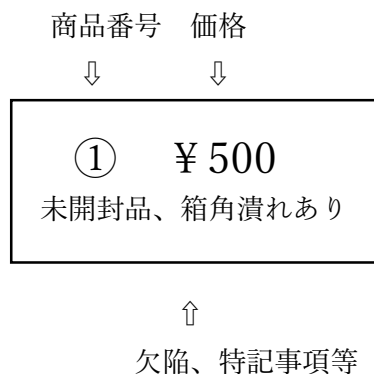 商品番号 価格
⇩ ⇩
① ¥500
未開封品、箱角潰れあり
⇧
欠陥、特記事項等